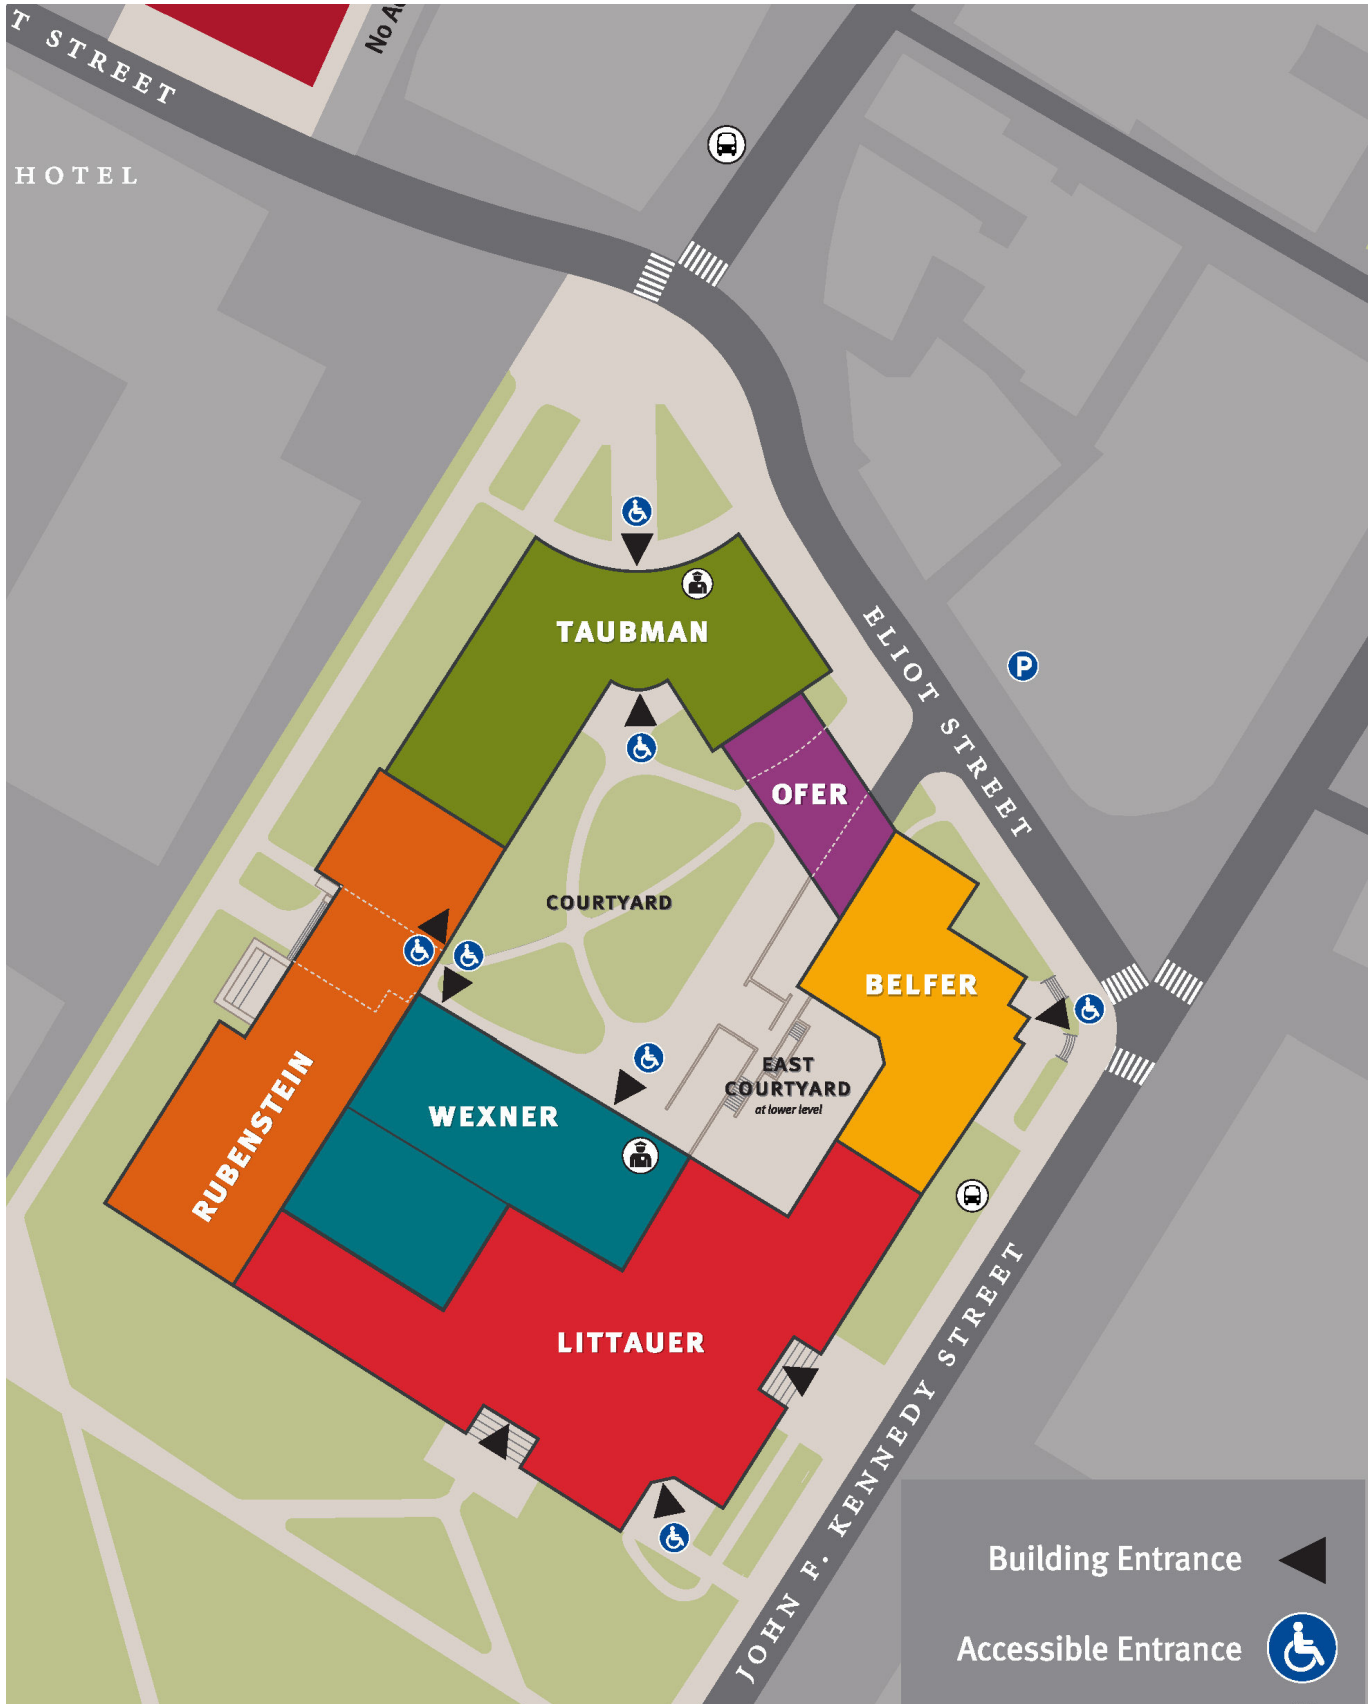 T STREET
No A
HOTEL
TAUBMAN
ELIOT STREET
P
OFER
COURTYARD
BELFER
EAST
COURTYARD
at lower level
WEXNER
RUBENSTEIN
LITTAUER
JOHN F. KENNEDY STREET
Building Entrance
Accessible Entrance